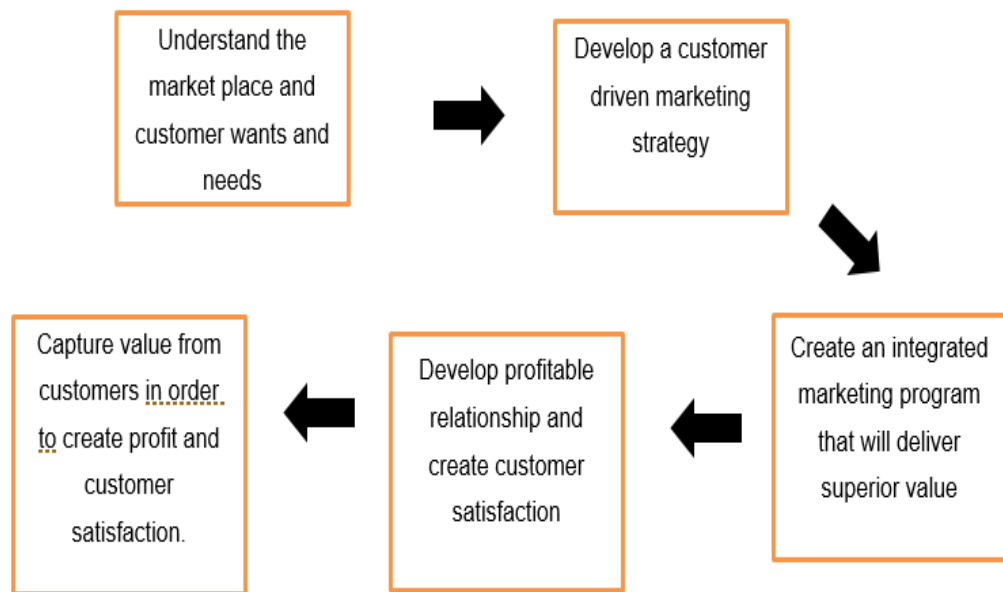 Understand the
market place and
customer wants and
needs
Develop a customer
driven marketing
strategy
Create an integrated
marketing program
that will deliver
superior value
Develop profitable
relationship and
create customer
satisfaction
Capture value from
customers in order
to create profit and
customer
satisfaction.